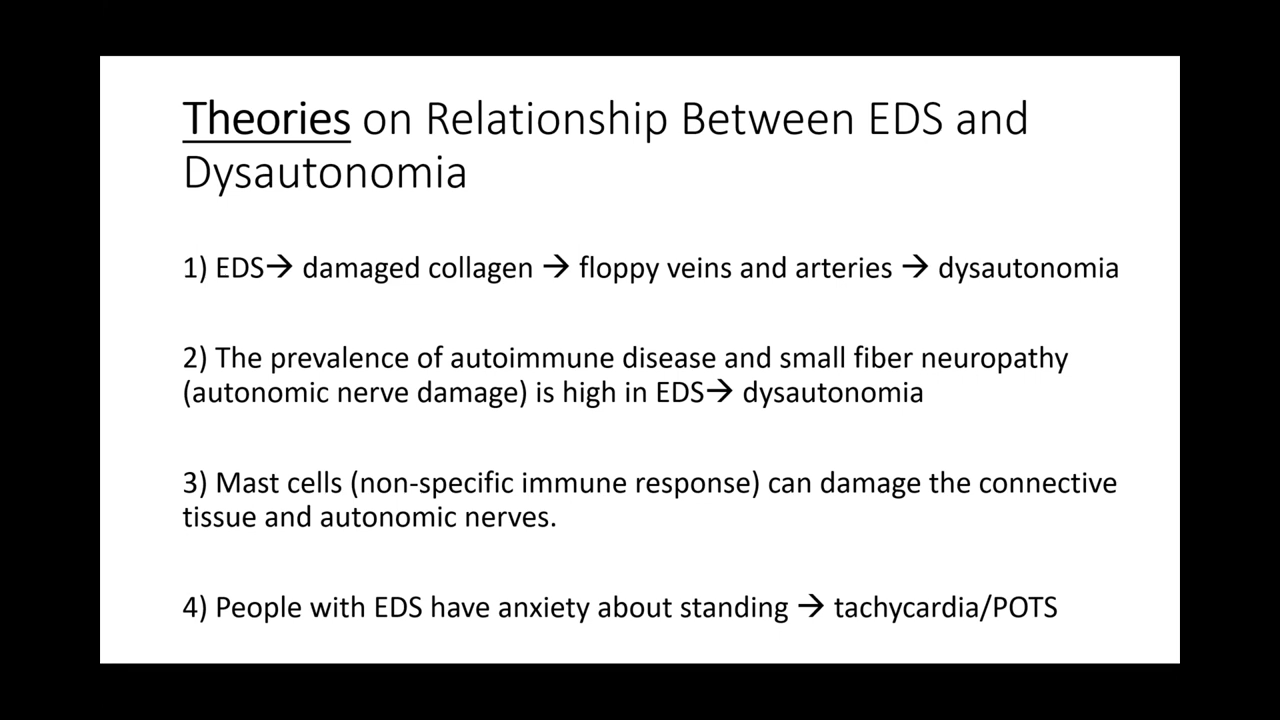 Theories on Relationship Between EDS and
Dysautonomia
1) EDS→ damaged collagen → floppy veins and arteries → dysautonomia
2) The prevalence of autoimmune disease and small fiber neuropathy
(autonomic nerve damage) is high in EDS→ dysautonomia
3) Mast cells (non-specific immune response) can damage the connective
tissue and autonomic nerves.
4) People with EDS have anxiety about standing → tachycardia/POTS